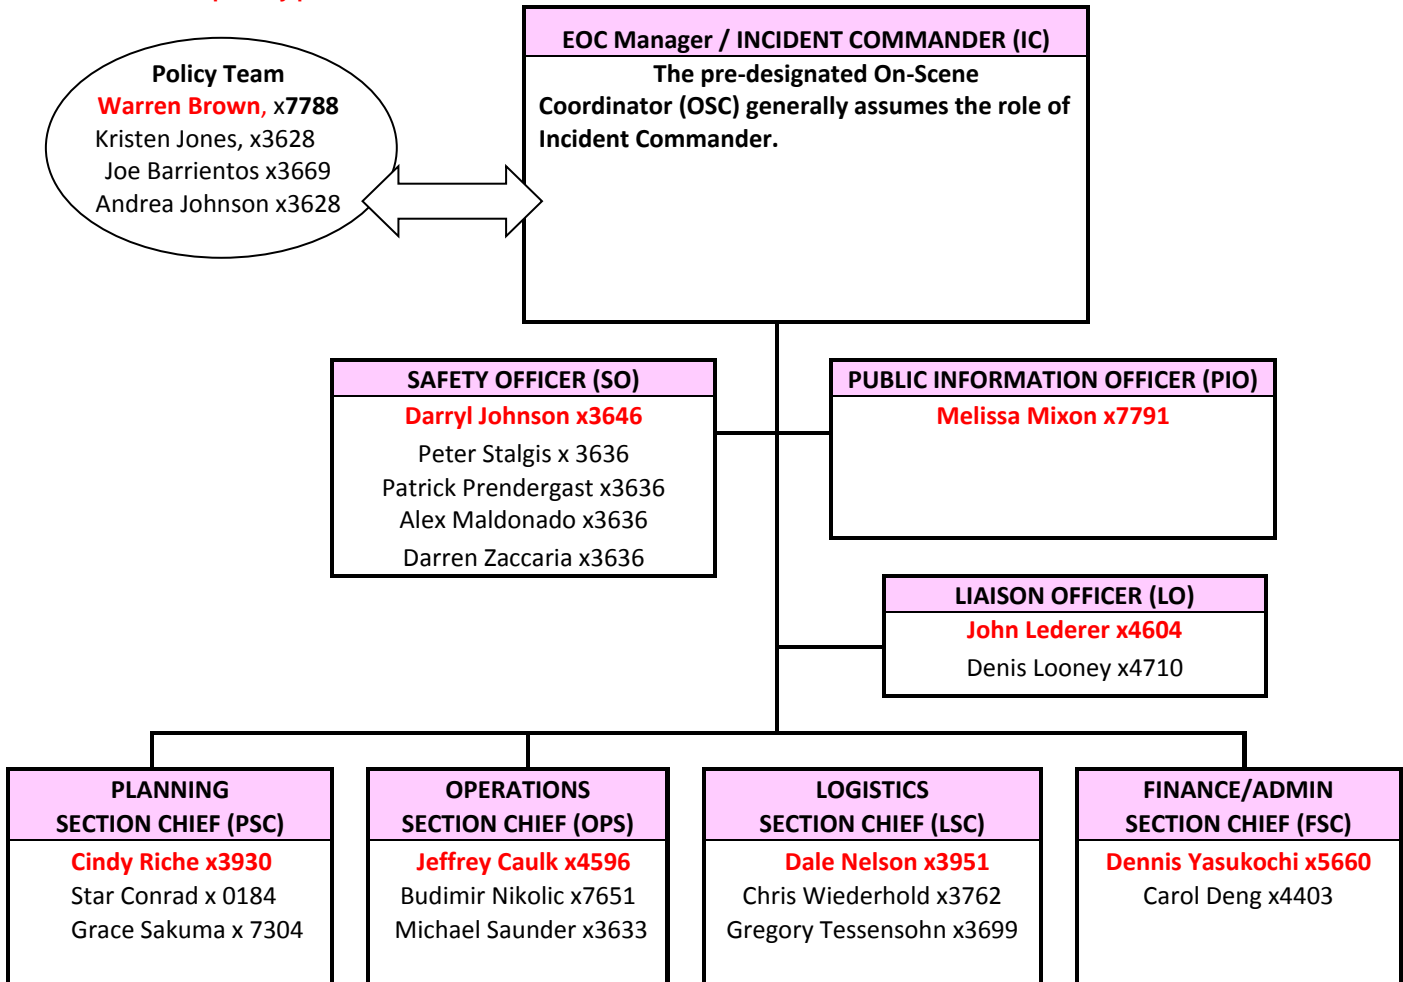 EOC Manager / INCIDENT COMMANDER (IC)
The pre-designated On-Scene
Coordinator (OSC) generally assumes the role of
Incident Commander.
Policy Team
Warren Brown, x7788
Kristen Jones, x3628
Joe Barrientos x3669
Andrea Johnson x3628
SAFETY OFFICER (SO)
Darryl Johnson x3646
Peter Stalgis x 3636
Patrick Prendergast x3636
Alex Maldonado x3636
Darren Zaccaria x3636
PUBLIC INFORMATION OFFICER (PIO)
Melissa Mixon x7791
LIAISON OFFICER (LO)
John Lederer x4604
Denis Looney x4710
PLANNING
SECTION CHIEF (PSC)
Cindy Riche x3930
Star Conrad x 0184
Grace Sakuma x 7304
OPERATIONS
SECTION CHIEF (OPS)
Jeffrey Caulk x4596
Budimir Nikolic x7651
Michael Saunder x3633
LOGISTICS
SECTION CHIEF (LSC)
Dale Nelson x3951
Chris Wiederhold x3762
Gregory Tessensohn x3699
FINANCE/ADMIN
SECTION CHIEF (FSC)
Dennis Yasukochi x5660
Carol Deng x4403